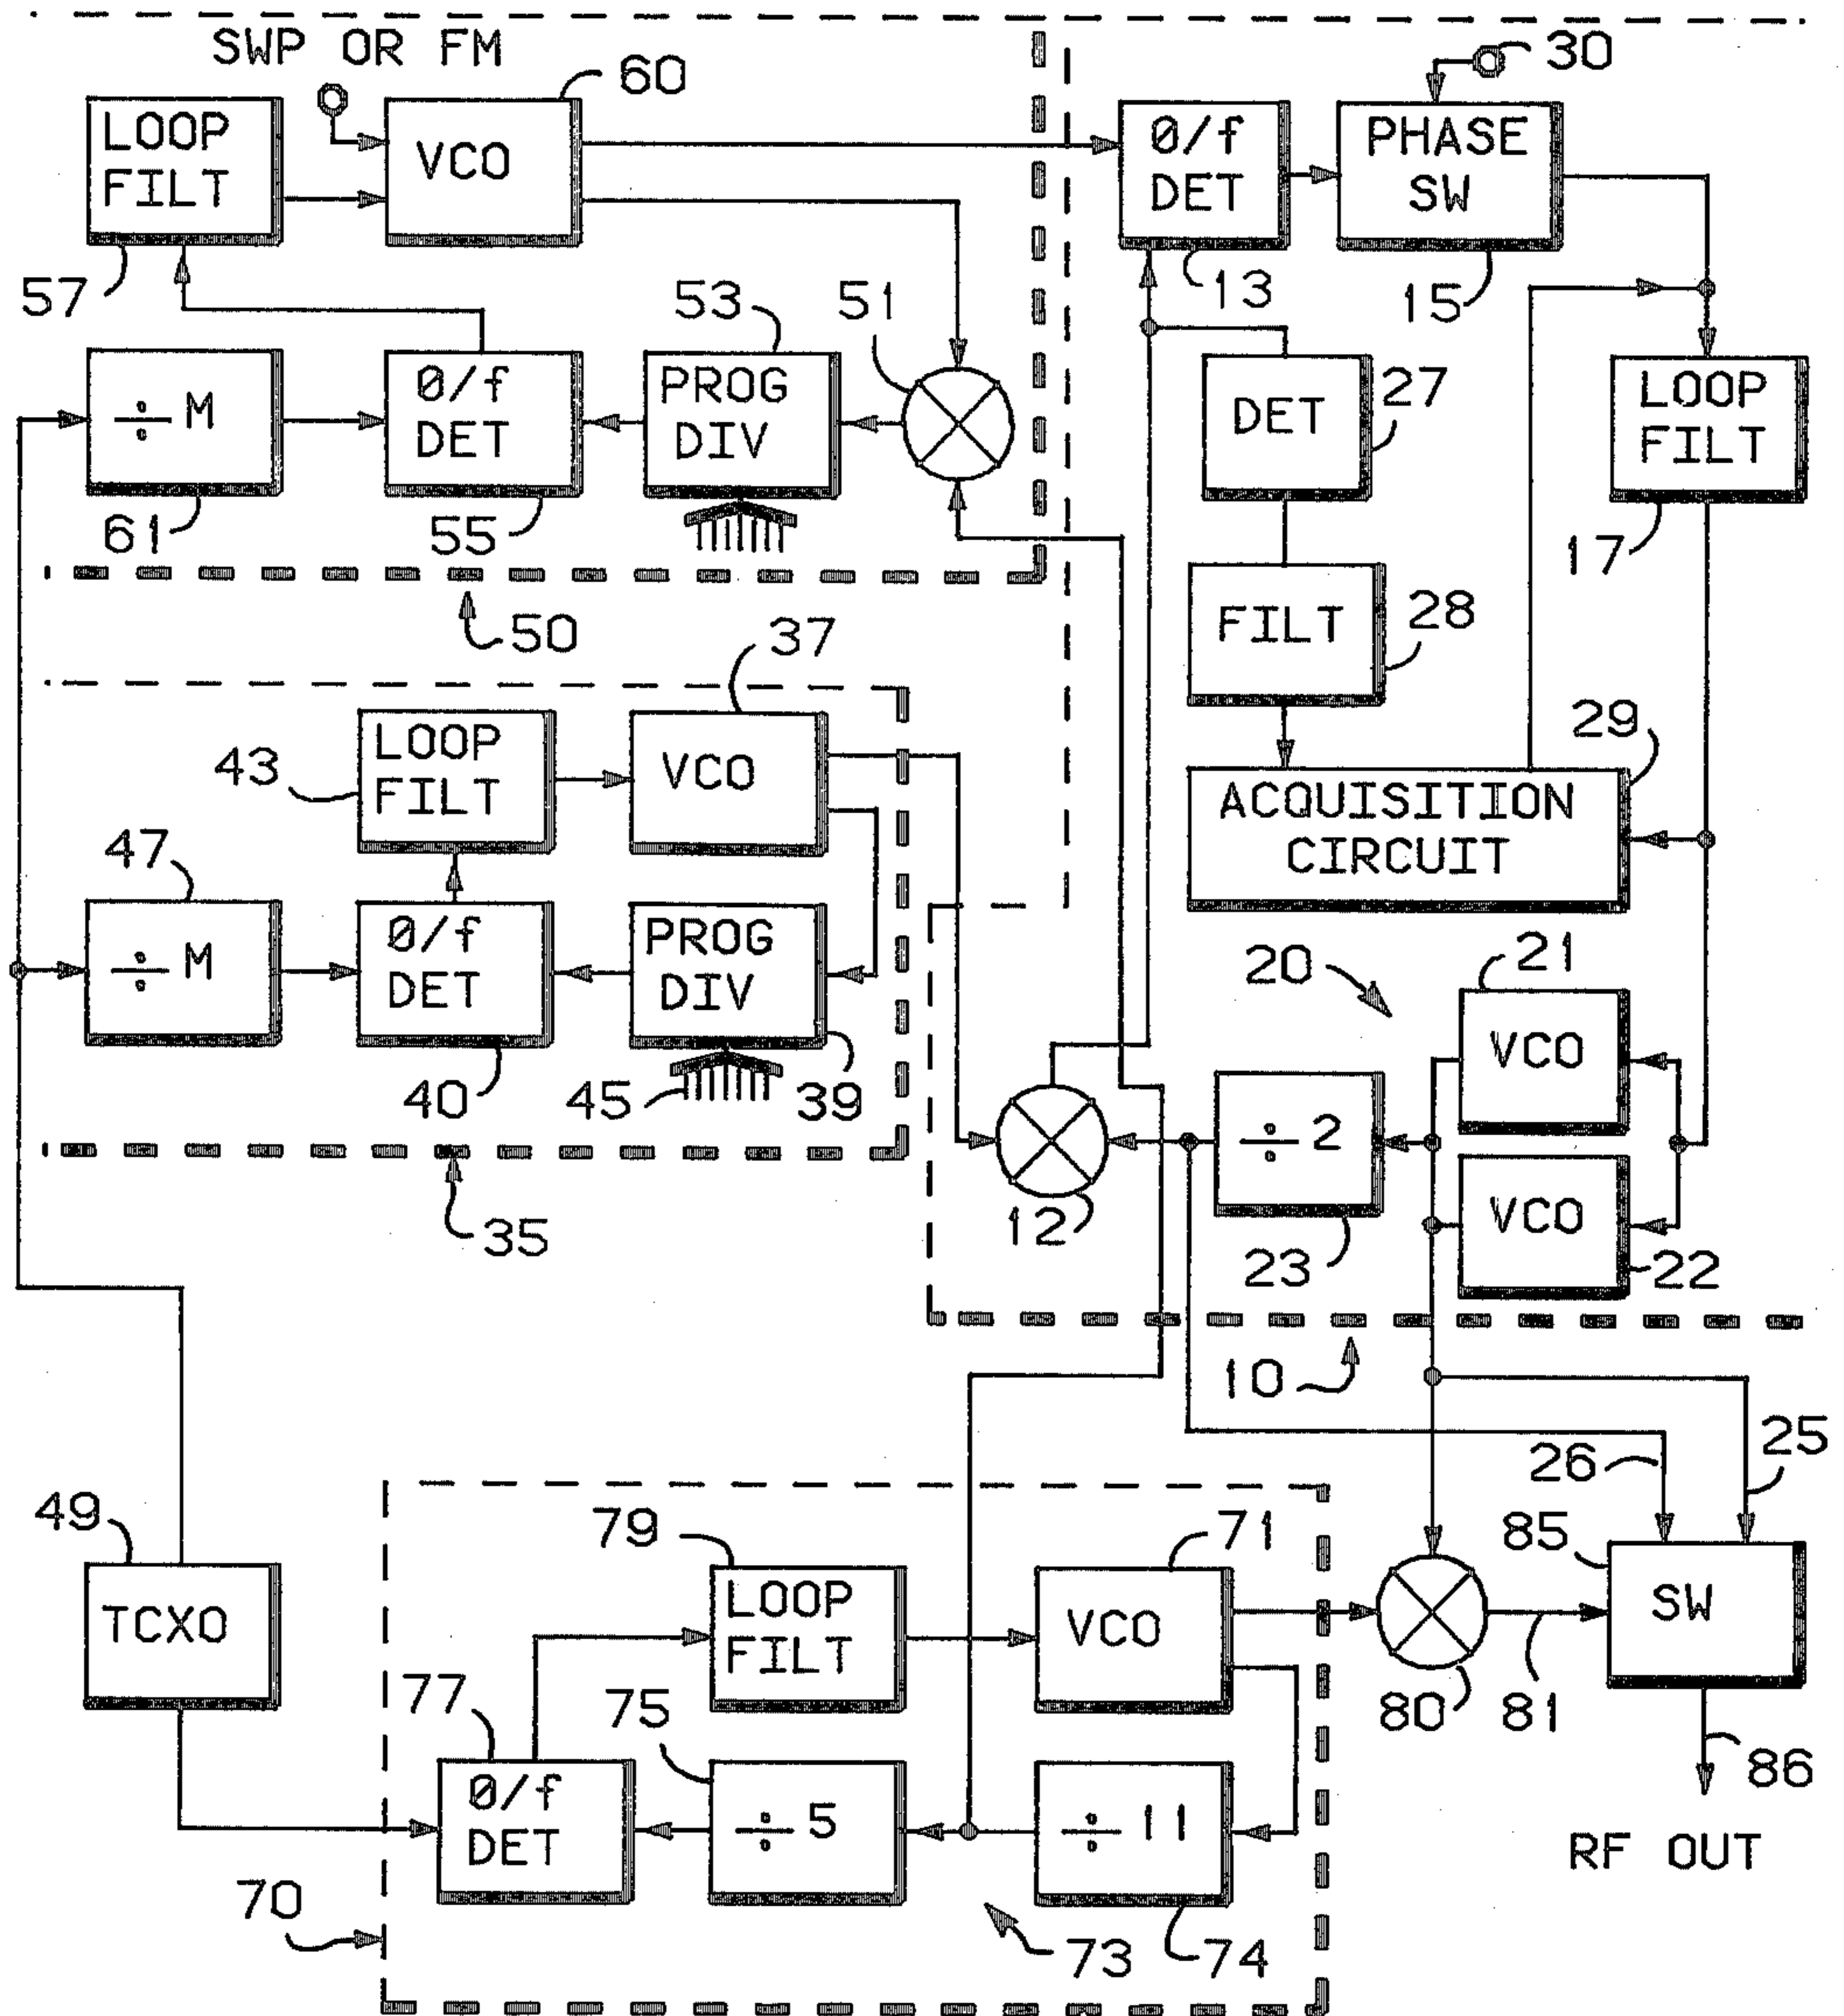 SWP OR FM
60
30
LOOP
FILT
VCO
0/f
DET
PHASE
SW
57
53
51
13
15
÷ M
0/f
DET
PROG
DIV
DET
27
LOOP
FILT
61
55
17
50
FILT
28
37
43
LOOP
FILT
VCO
29
ACQUISITION
CIRCUIT
47
÷ M
0/f
DET
PROG
DIV
20
21
VCO
40
45
39
÷ 2
VCO
35
12
23
22
10
26
25
49
79
71
85
TCXO
LOOP
FILT
VCO
SW
77
75
80
81
86
0/f
DET
÷ 5
÷ 11
RF OUT
70
73
74